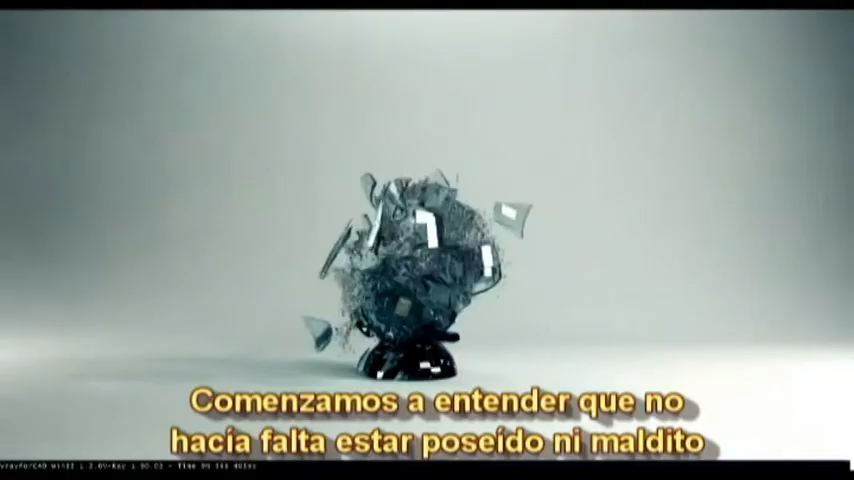 Comenzamos a entender que no
hacía falta estar poseído ni maldito